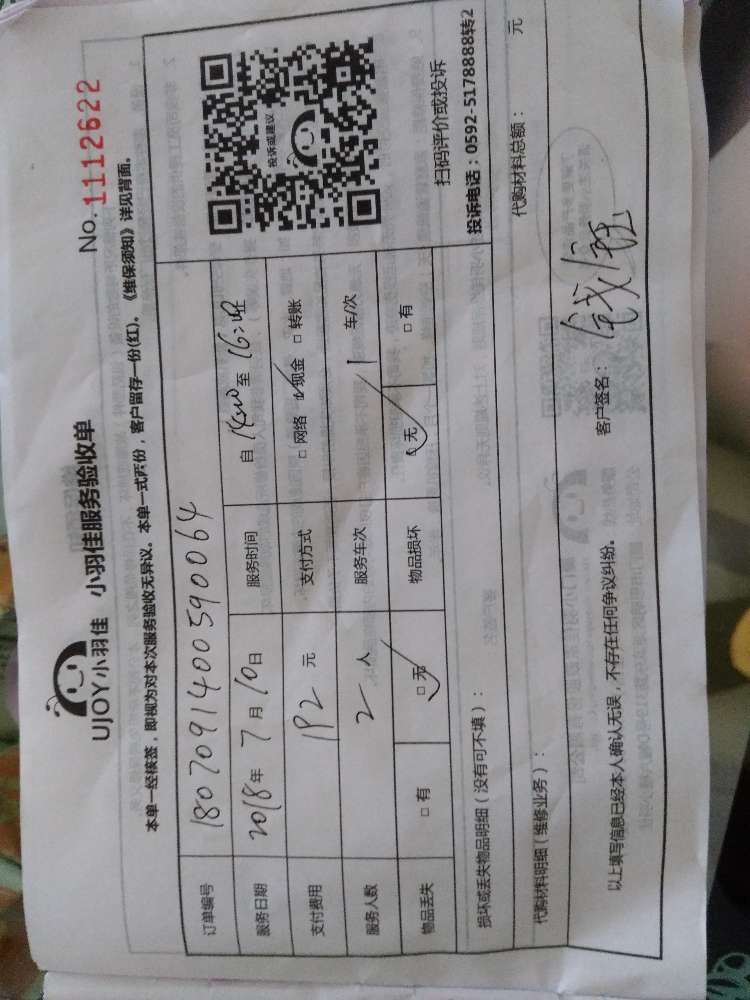 UJOY小羽佳 小羽佳服务验收单 No. 1112622
本单一经核签，即视为对本次服务验收无异议。本单一式两份，客户留存一份(红)。《维保须知》详见背面。
订单编号 1807091400590064
服务日期 2018年 7月 10日 服务时间 自 至 16:
支付费用 192 元 支付方式 □网络 ☑现金 □转账
服务人数 2 人 服务车次 1 车/次
物品丢失 □有 ☑无 物品损坏 ☑无 □有
投诉或建议
扫码评价或投诉
投诉电话：0592-5178888转2
损坏或丢失物品明细（没有可不填）：
代购材料明细（维修业务）： 代购材料总额： 元
以上填写信息已经本人确认无误，不存在任何争议纠纷。 客户签名：